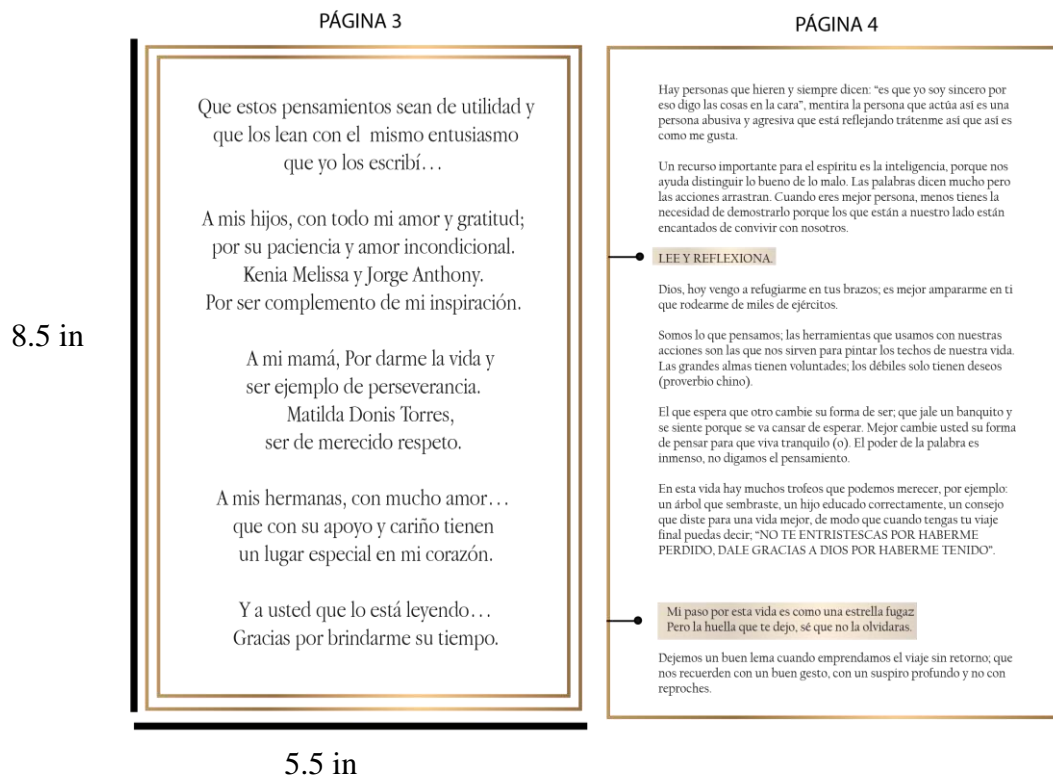 PÁGINA 3
Que estos pensamientos sean de utilidad y
que los lean con el mismo entusiasmo
que yo los escribí…
A mis hijos, con todo mi amor y gratitud;
por su paciencia y amor incondicional.
Kenia Melissa y Jorge Anthony.
Por ser complemento de mi inspiración.
A mi mamá, Por darme la vida y
ser ejemplo de perseverancia.
Matilda Donis Torres,
ser de merecido respeto.
A mis hermanas, con mucho amor…
que con su apoyo y cariño tienen
un lugar especial en mi corazón.
Y a usted que lo está leyendo…
Gracias por brindarme su tiempo.
8.5 in
5.5 in
PÁGINA 4
Hay personas que hieren y siempre dicen: “es que yo soy sincero por
eso digo las cosas en la cara”, mentira la persona que actúa así es una
persona abusiva y agresiva que está reflejando trátenme así que así es
como me gusta.
Un recurso importante para el espíritu es la inteligencia, porque nos
ayuda distinguir lo bueno de lo malo. Las palabras dicen mucho pero
las acciones arrastran. Cuando eres mejor persona, menos tienes la
necesidad de demostrarlo porque los que están a nuestro lado están
encantados de convivir con nosotros.
LEE Y REFLEXIONA.
Dios, hoy vengo a refugiarme en tus brazos; es mejor ampararme en ti
que rodearme de miles de ejércitos.
Somos lo que pensamos; las herramientas que usamos con nuestras
acciones son las que nos sirven para pintar los techos de nuestra vida.
Las grandes almas tienen voluntades; los débiles solo tienen deseos
(proverbio chino).
El que espera que otro cambie su forma de ser; que jale un banquito y
se siente porque se va cansar de esperar. Mejor cambie usted su forma
de pensar para que viva tranquilo (o). El poder de la palabra es
inmenso, no digamos el pensamiento.
En esta vida hay muchos trofeos que podemos merecer, por ejemplo:
un árbol que sembraste, un hijo educado correctamente, un consejo
que diste para una vida mejor, de modo que cuando tengas tu viaje
final puedas decir; “NO TE ENTRISTESCAS POR HABERME
PERDIDO, DALE GRACIAS A DIOS POR HABERME TENIDO”.
Mi paso por esta vida es como una estrella fugaz
Pero la huella que te dejo, sé que no la olvidaras.
Dejemos un buen lema cuando emprendamos el viaje sin retorno; que
nos recuerden con un buen gesto, con un suspiro profundo y no con
reproches.